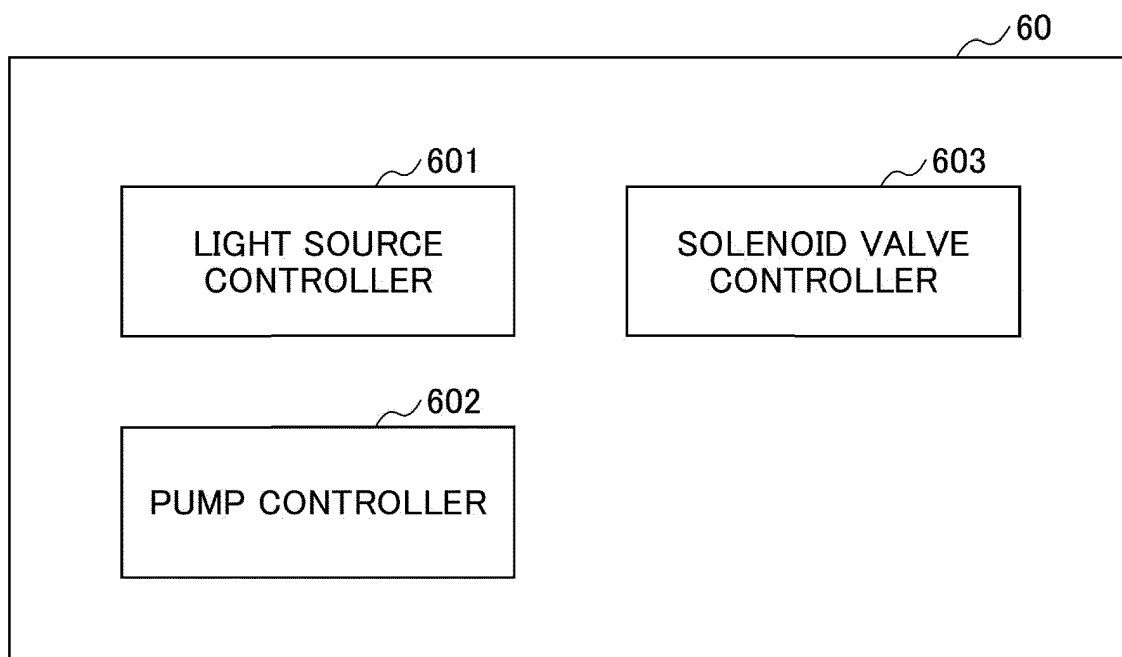 60
601
LIGHT SOURCE
CONTROLLER
603
SOLENOID VALVE
CONTROLLER
602
PUMP CONTROLLER